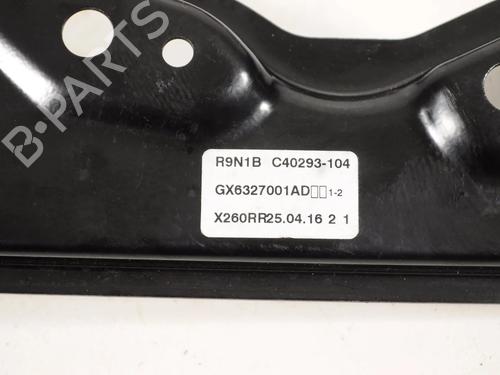 B-PARTS
R9N1B C40293-104
GX6327001AD□□1-2
X260RR25.04.16 2 1